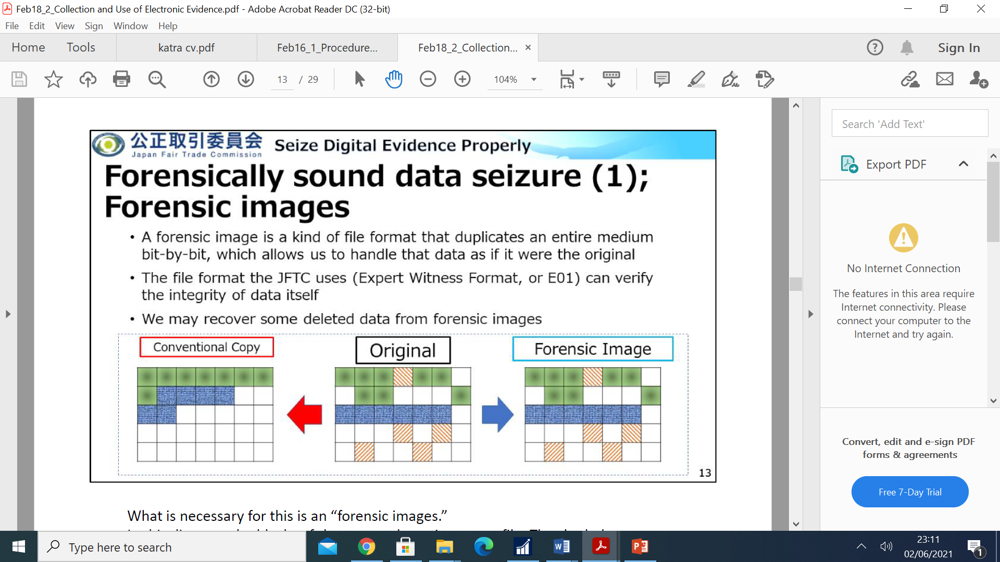 Feb18_2_Collection and Use of Electronic Evidence.pdf - Adobe Acrobat Reader DC (32-bit)
File Edit View Sign Window Help
Home Tools katra cv.pdf Feb16_1_Procedure... Feb18_2_Collection... × Sign In
13 / 29 104%
Search 'Add Text'
Export PDF
No Internet Connection
The features in this area require
Internet connectivity. Please
connect your computer to the
Internet and try again.
Convert, edit and e-sign PDF
forms & agreements
Free 7-Day Trial
公正取引委員会 Seize Digital Evidence Properly
Japan Fair Trade Commission
Forensically sound data seizure (1);
Forensic images
• A forensic image is a kind of file format that duplicates an entire medium
bit-by-bit, which allows us to handle that data as if it were the original
• The file format the JFTC uses (Expert Witness Format, or E01) can verify
the integrity of data itself
• We may recover some deleted data from forensic images
Conventional Copy Original Forensic Image
13
What is necessary for this is an “forensic images.”
Type here to search
23:11
02/06/2021
1